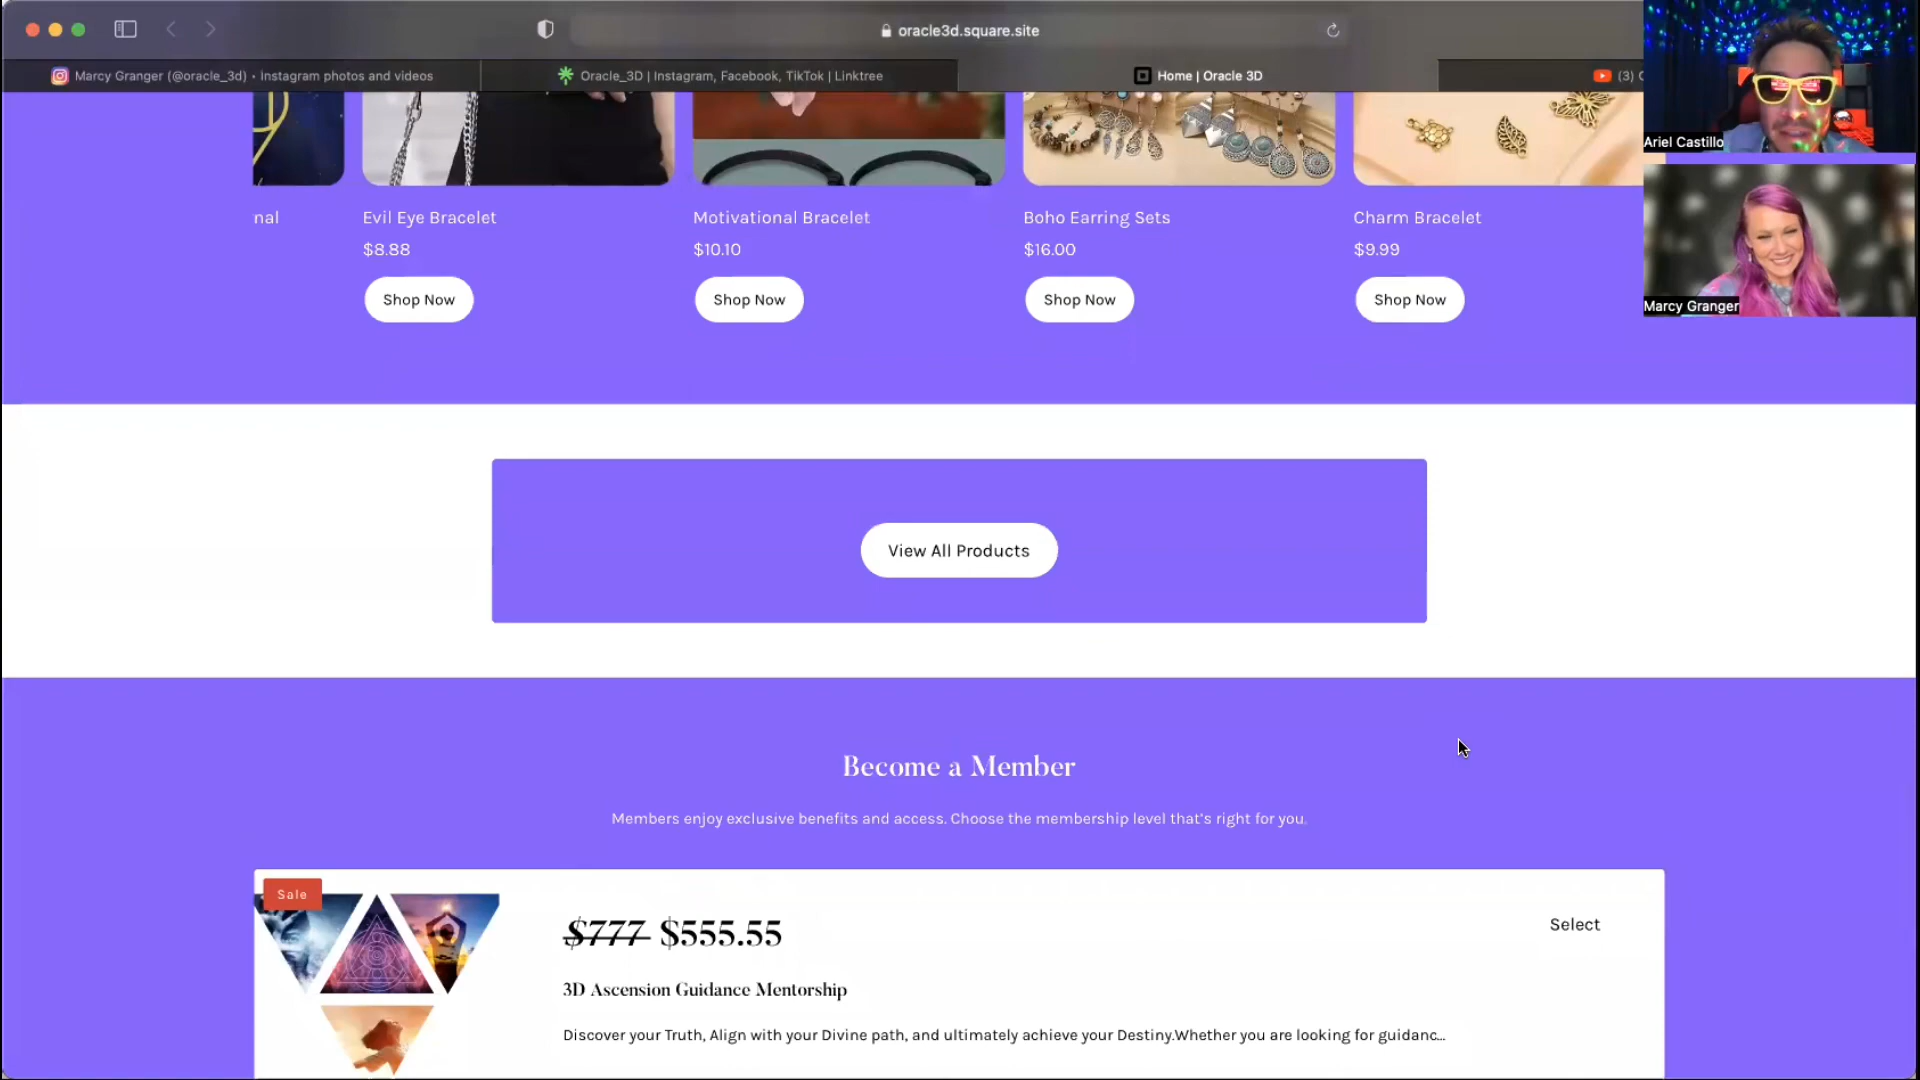 oracle3d.square.site
Marcy Granger (@oracle_3d) • Instagram photos and videos
Oracle_3D | Instagram, Facebook, TikTok | Linktree
Home | Oracle 3D
(3)
Ariel Castillo
Marcy Granger
nal
Evil Eye Bracelet
Motivational Bracelet
Boho Earring Sets
Charm Bracelet
$8.88
$10.10
$16.00
$9.99
Shop Now
Shop Now
Shop Now
Shop Now
View All Products
Become a Member
Members enjoy exclusive benefits and access. Choose the membership level that's right for you.
Sale
$777 $555.55
Select
3D Ascension Guidance Mentorship
Discover your Truth, Align with your Divine path, and ultimately achieve your Destiny.Whether you are looking for guidanc...